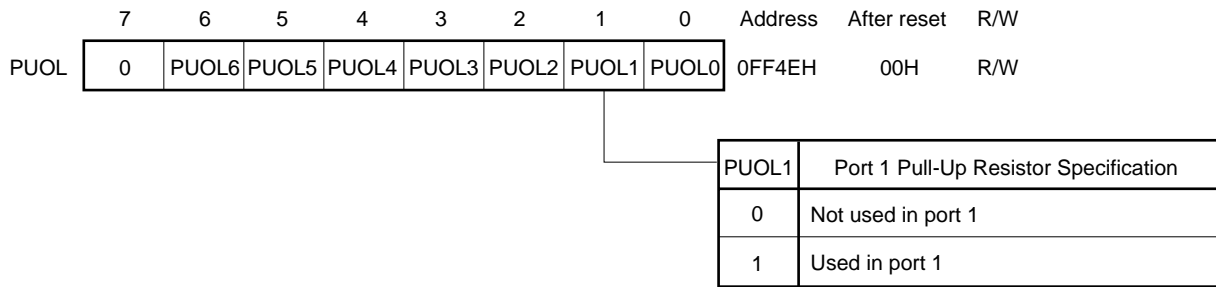 7 6 5 4 3 2 1 0 Address After reset R/W
PUOL 0 PUOL6 PUOL5 PUOL4 PUOL3 PUOL2 PUOL1 PUOL0 0FF4EH 00H R/W
PUOL1 Port 1 Pull-Up Resistor Specification
0 Not used in port 1
1 Used in port 1